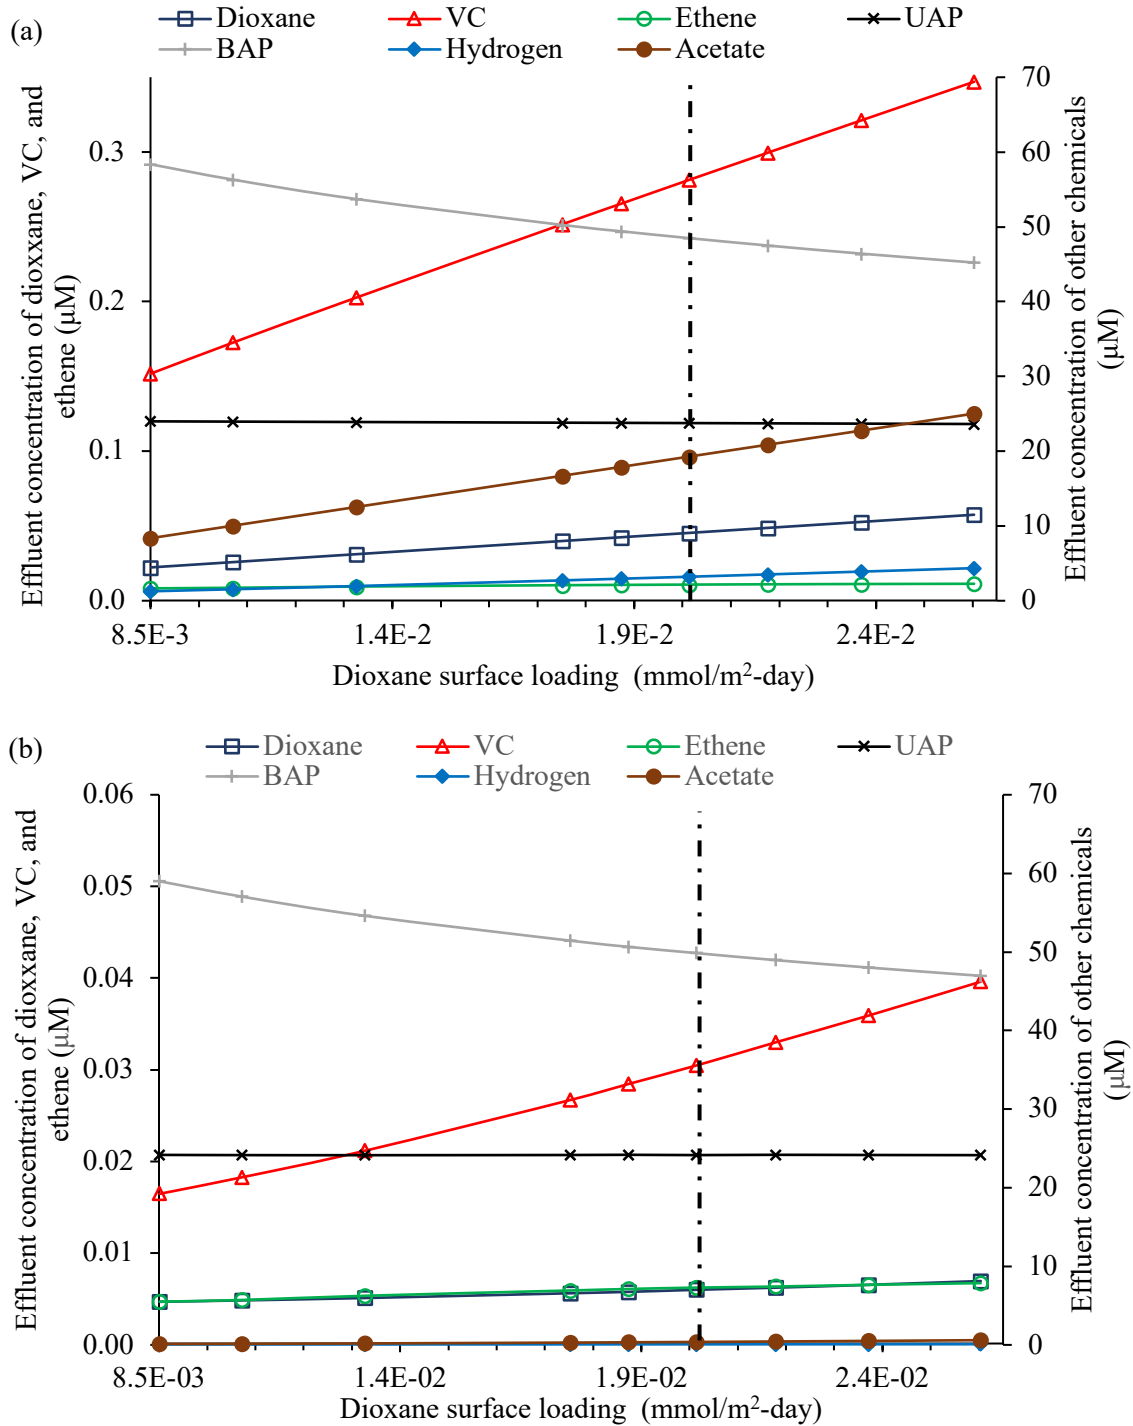 (a)
Dioxane VC Ethene UAP
BAP Hydrogen Acetate
Effluent concentration of dioxxane, VC, and
ethene (μM)
0.3
0.2
0.1
0.0
70
60
50
40
30
20
10
0
Effluent concentration of other chemicals
(μM)
8.5E-3 1.4E-2 1.9E-2 2.4E-2
Dioxane surface loading (mmol/m²-day)
(b)
Dioxane VC Ethene UAP
BAP Hydrogen Acetate
Effluent concentration of dioxxane, VC, and
ethene (μM)
0.06
0.05
0.04
0.03
0.02
0.01
0.00
70
60
50
40
30
20
10
0
Effluent concentration of other chemicals
(μM)
8.5E-03 1.4E-02 1.9E-02 2.4E-02
Dioxane surface loading (mmol/m²-day)